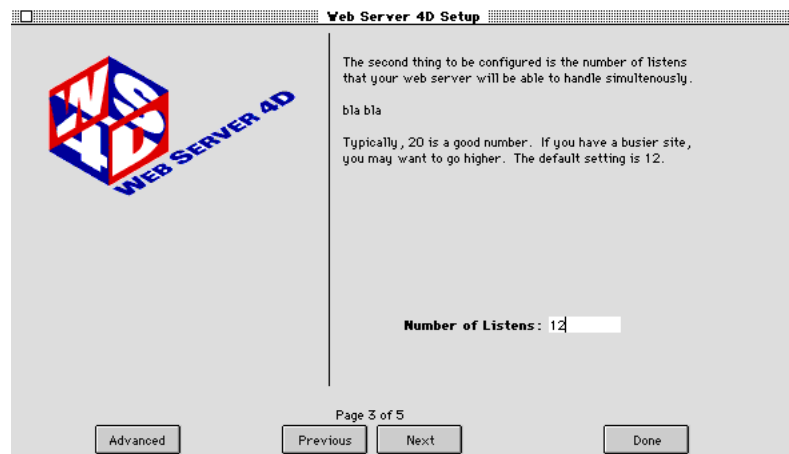 Web Server 4D Setup
WS
4D
WEB SERVER 4D
The second thing to be configured is the number of listens
that your web server will be able to handle simultenously.
bla bla
Typically, 20 is a good number. If you have a busier site,
you may want to go higher. The default setting is 12.
Number of Listens: 12
Page 3 of 5
Advanced Previous Next Done